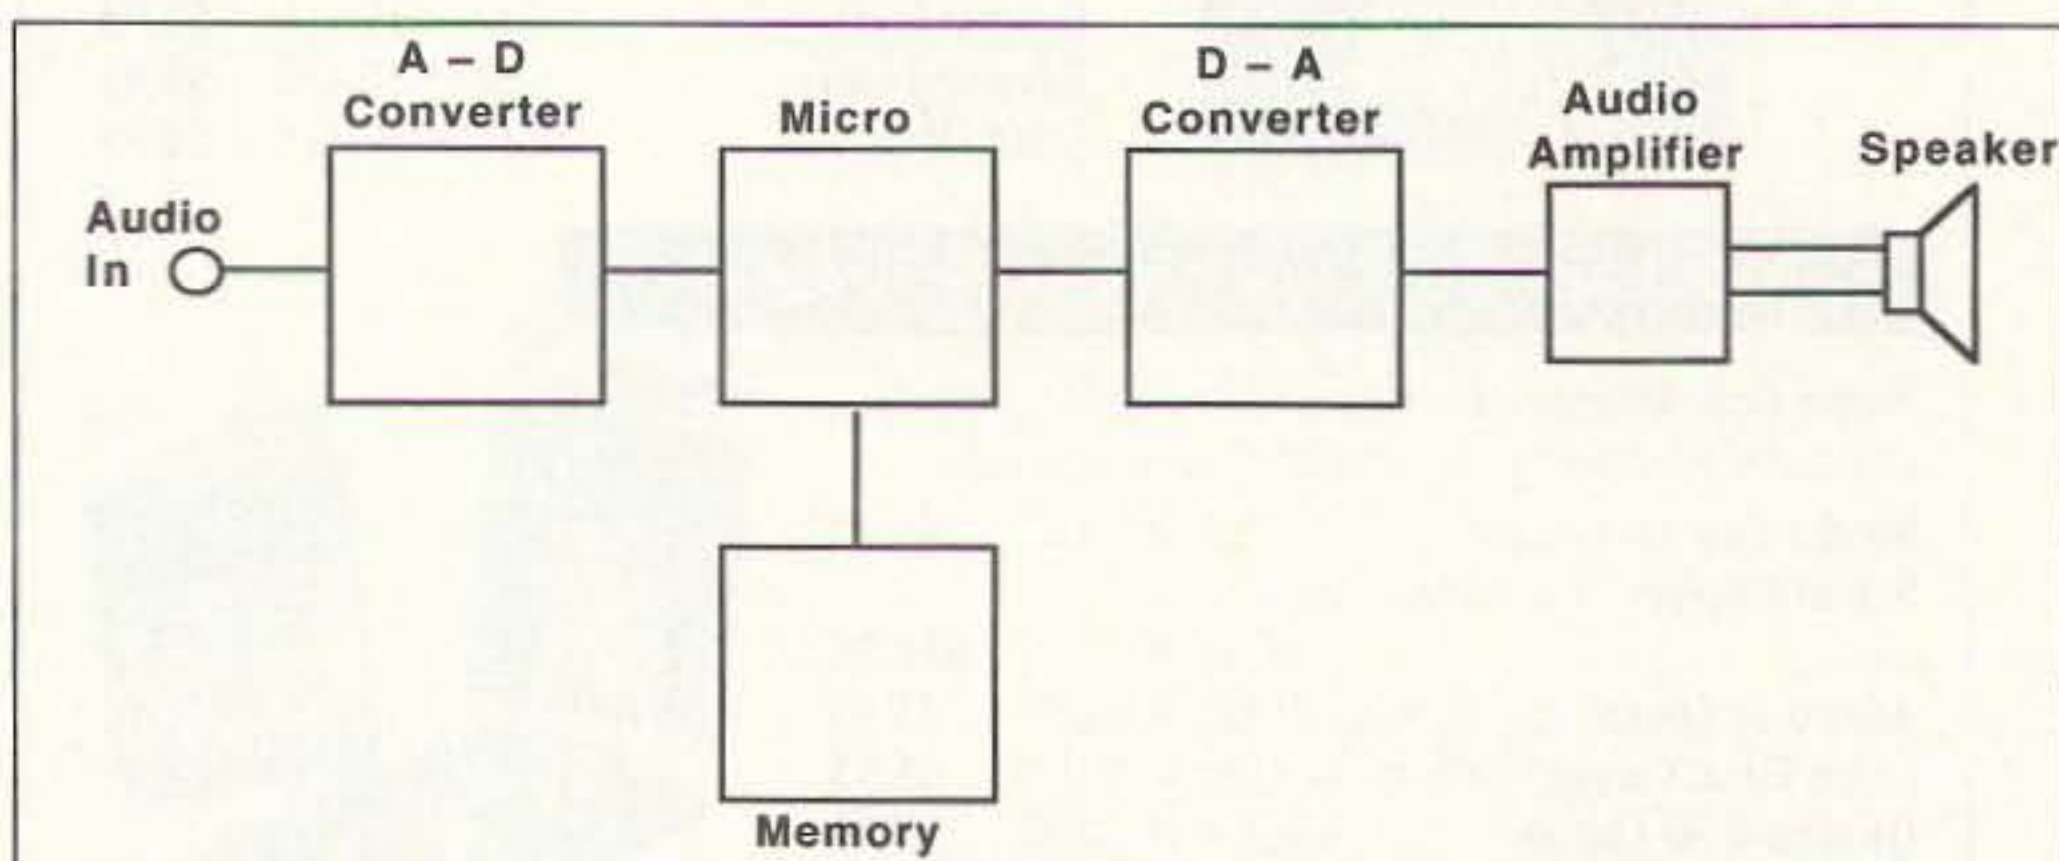 A – D
Converter
Micro
D – A
Converter
Audio
Amplifier
Speaker
Audio
In
Memory